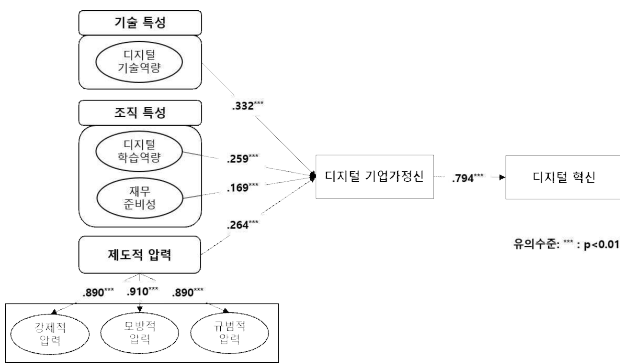 기술 특성
디지털
기술역량
.332***
조직 특성
디지털
학습역량
.259***
재무
준비성
.169***
.264***
디지털 기업가정신
.794***
디지털 혁신
제도적 압력
유의수준: *** : p<0.01
.890*** .910*** .890***
강제적
압력
모방적
압력
규범적
압력